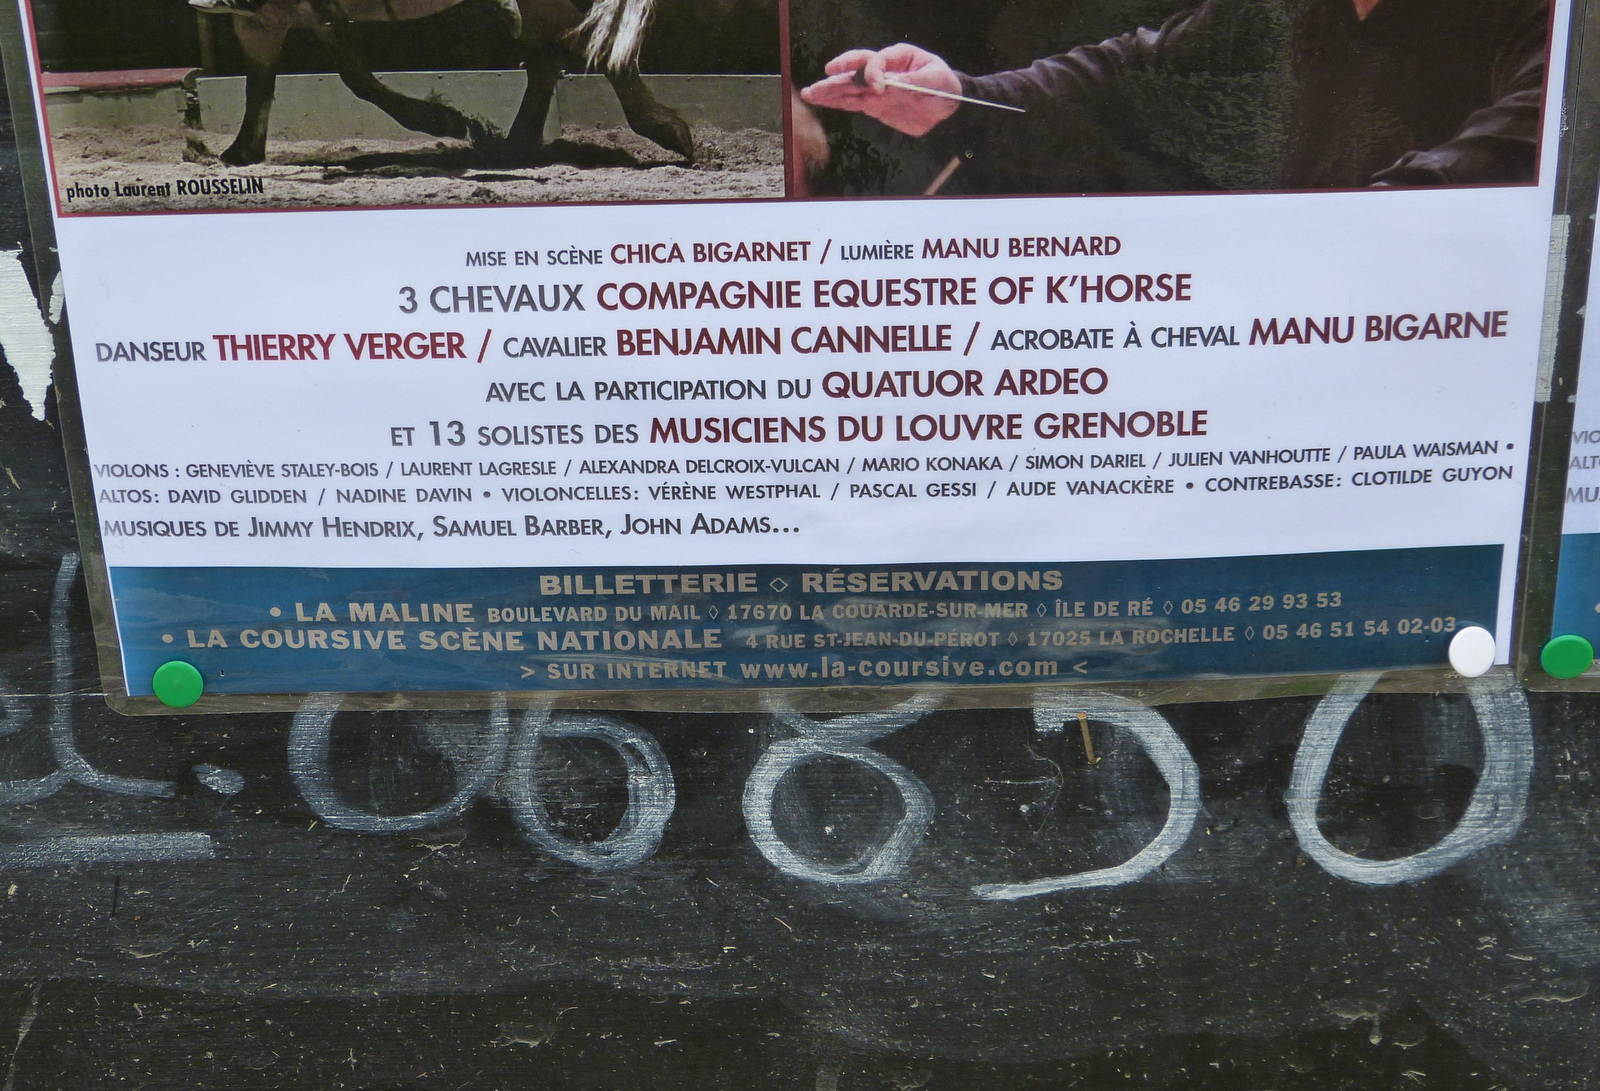 photo Laurent ROUSSELIN
MISE EN SCÈNE CHICA BIGARNET / LUMIÈRE MANU BERNARD
3 CHEVAUX COMPAGNIE EQUESTRE OF K'HORSE
DANSEUR THIERRY VERGER / CAVALIER BENJAMIN CANNELLE / ACROBATE À CHEVAL MANU BIGARNE
AVEC LA PARTICIPATION DU QUATUOR ARDEO
ET 13 SOLISTES DES MUSICIENS DU LOUVRE GRENOBLE
VIOLONS : GENEVIÈVE STALEY-BOIS / LAURENT LAGRESLE / ALEXANDRA DELCROIX-VULCAN / MARIO KONAKA / SIMON DARIEL / JULIEN VANHOUTTE / PAULA WAISMAN •
ALTOS : DAVID GLIDDEN / NADINE DAVIN • VIOLONCELLES : VÉRÈNE WESTPHAL / PASCAL GESSI / AUDE VANACKÈRE • CONTREBASSE : CLOTILDE GUYON
MUSIQUES DE JIMMY HENDRIX, SAMUEL BARBER, JOHN ADAMS...
BILLETTERIE ◇ RÉSERVATIONS
• LA MALINE BOULEVARD DU MAIL ◇ 17670 LA COUARDE-SUR-MER ◇ ÎLE DE RÉ ◇ 05 46 29 93 53
• LA COURSIVE SCÈNE NATIONALE 4 RUE ST-JEAN-DU-PÉROT ◇ 17025 LA ROCHELLE ◇ 05 46 51 54 02-03
> SUR INTERNET www.la-coursive.com <